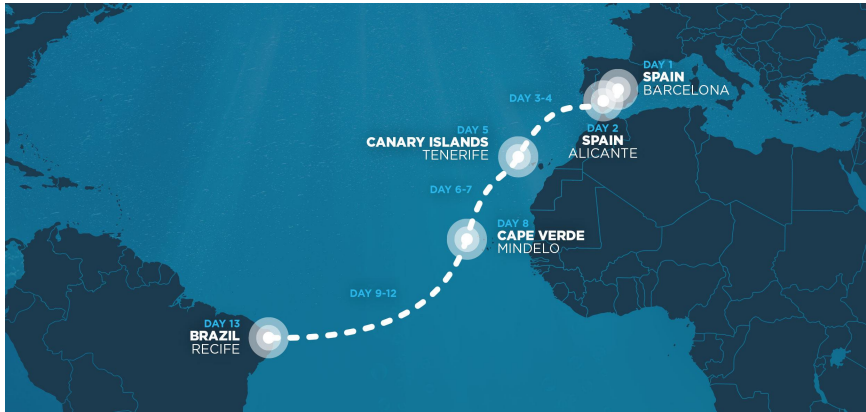 DAY 1
SPAIN
BARCELONA
DAY 2
SPAIN
ALICANTE
DAY 3-4
DAY 5
CANARY ISLANDS
TENERIFE
DAY 6-7
DAY 8
CAPE VERDE
MINDELO
DAY 9-12
DAY 13
BRAZIL
RECIFE